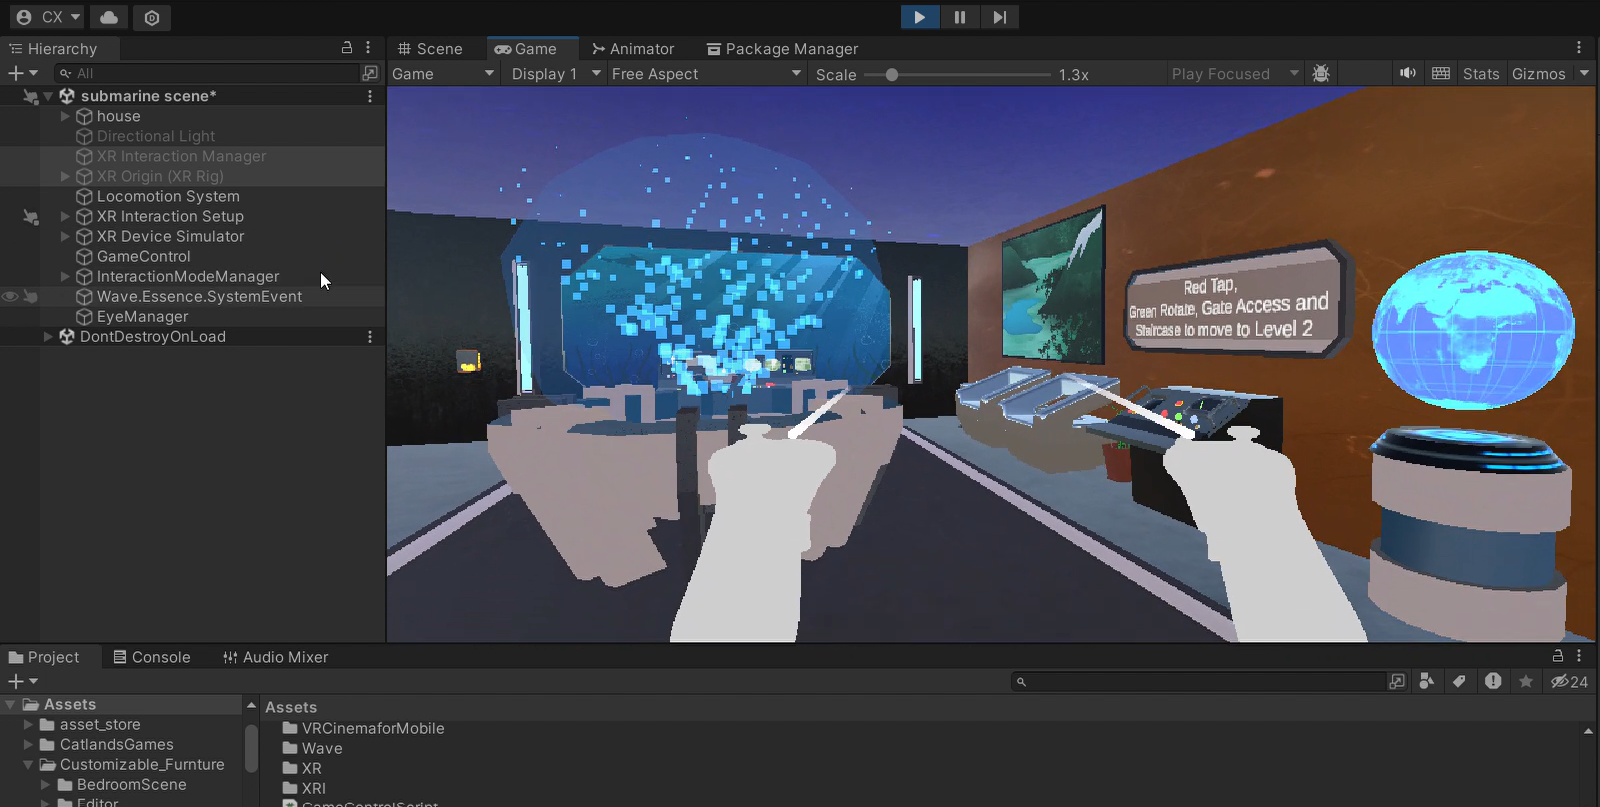 CX
Hierarchy
All
submarine scene*
house
Directional Light
XR Interaction Manager
XR Origin (XR Rig)
Locomotion System
XR Interaction Setup
XR Device Simulator
GameControl
InteractionModeManager
Wave.Essence.SystemEvent
EyeManager
DontDestroyOnLoad
Scene
Game
Animator
Package Manager
Game
Display 1
Free Aspect
Scale
1.3x
Play Focused
Stats
Gizmos
Red Tap,
Green Rotate, Gate Access and
Staircase to move to Level 2
Project
Console
Audio Mixer
24
Assets
asset_store
CatlandsGames
Customizable_Furnture
BedroomScene
Editor
Assets
VRCinemaforMobile
Wave
XR
XRI
GameControlScript